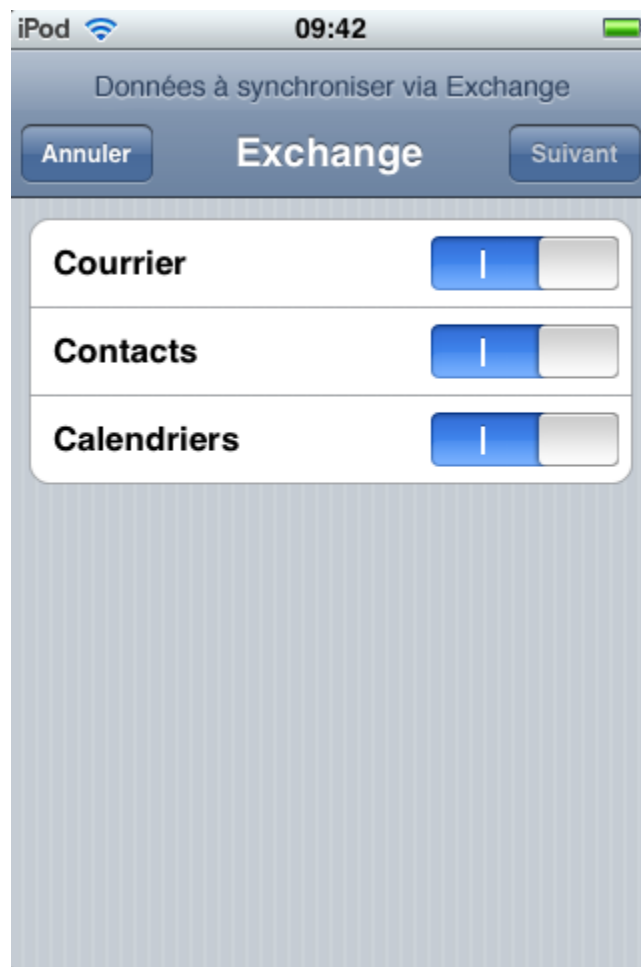 iPod 09:42
Données à synchroniser via Exchange
Annuler Exchange Suivant
Courrier
Contacts
Calendriers